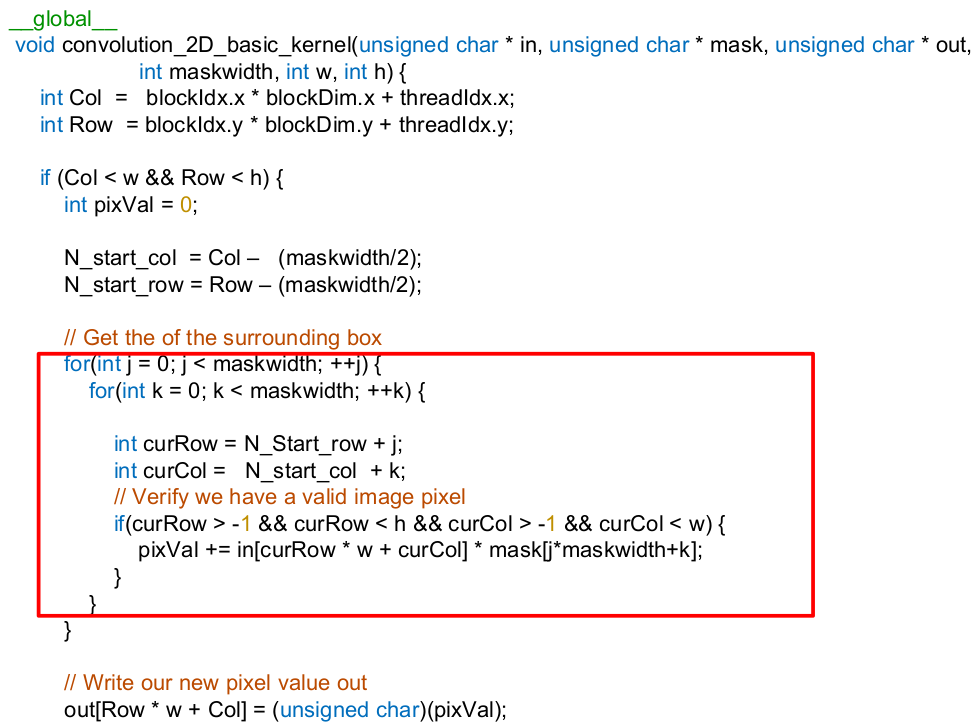 __global__
void convolution_2D_basic_kernel(unsigned char * in, unsigned char * mask, unsigned char * out,
int maskwidth, int w, int h) {
int Col = blockIdx.x * blockDim.x + threadIdx.x;
int Row = blockIdx.y * blockDim.y + threadIdx.y;
if (Col < w && Row < h) {
int pixVal = 0;
N_start_col = Col – (maskwidth/2);
N_start_row = Row – (maskwidth/2);
// Get the of the surrounding box
for(int j = 0; j < maskwidth; ++j) {
for(int k = 0; k < maskwidth; ++k) {
int curRow = N_Start_row + j;
int curCol = N_start_col + k;
// Verify we have a valid image pixel
if(curRow > -1 && curRow < h && curCol > -1 && curCol < w) {
pixVal += in[curRow * w + curCol] * mask[j*maskwidth+k];
}
}
}
// Write our new pixel value out
out[Row * w + Col] = (unsigned char)(pixVal);